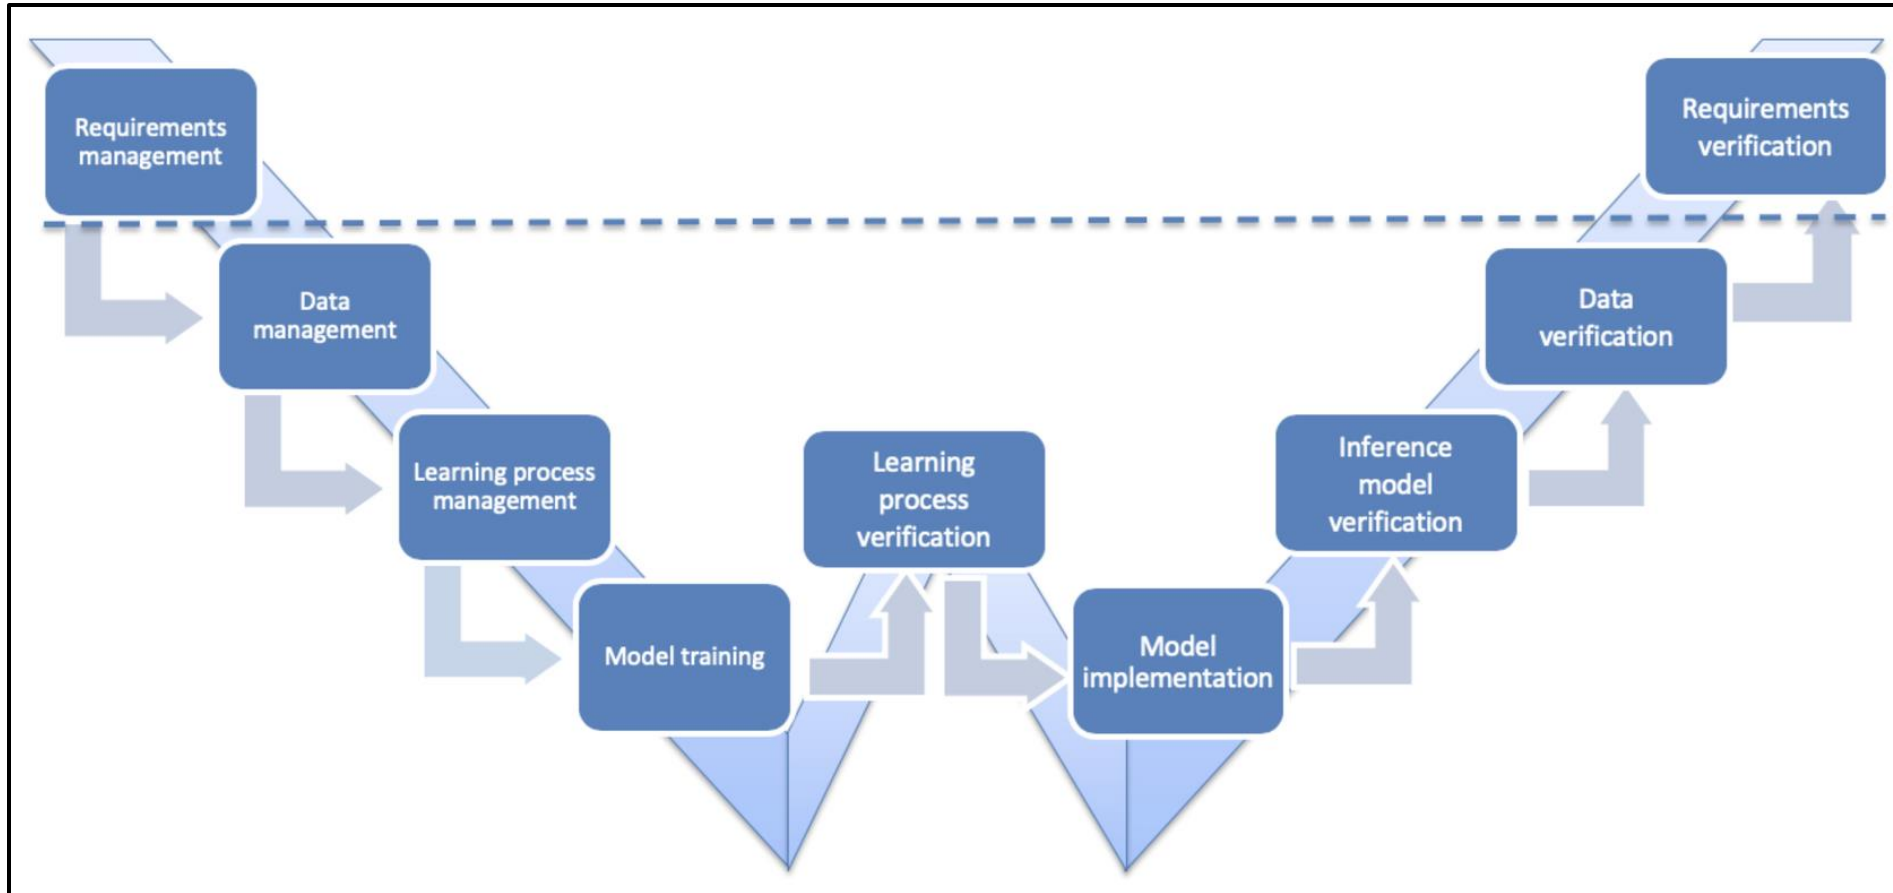 Requirements
management
Data
management
Learning process
management
Model training
Learning
process
verification
Model
implementation
Inference
model
verification
Data
verification
Requirements
verification